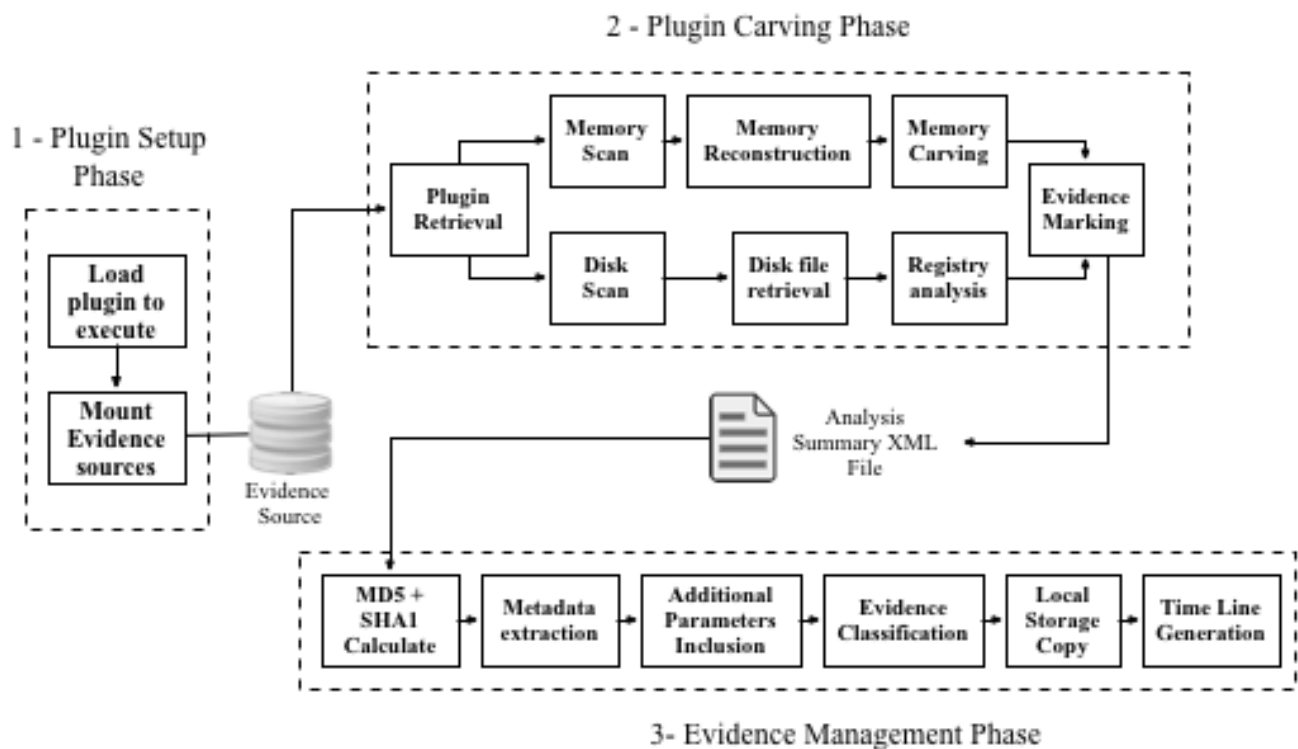 2 - Plugin Carving Phase
1 - Plugin Setup
Phase
Load
plugin to
execute
Mount
Evidence
sources
Evidence
Source
Plugin
Retrieval
Memory
Scan
Memory
Reconstruction
Memory
Carving
Disk
Scan
Disk file
retrieval
Registry
analysis
Evidence
Marking
Analysis
Summary XML
File
MD5 +
SHA1
Calculate
Metadata
extraction
Additional
Parameters
Inclusion
Evidence
Classification
Local
Storage
Copy
Time Line
Generation
3- Evidence Management Phase